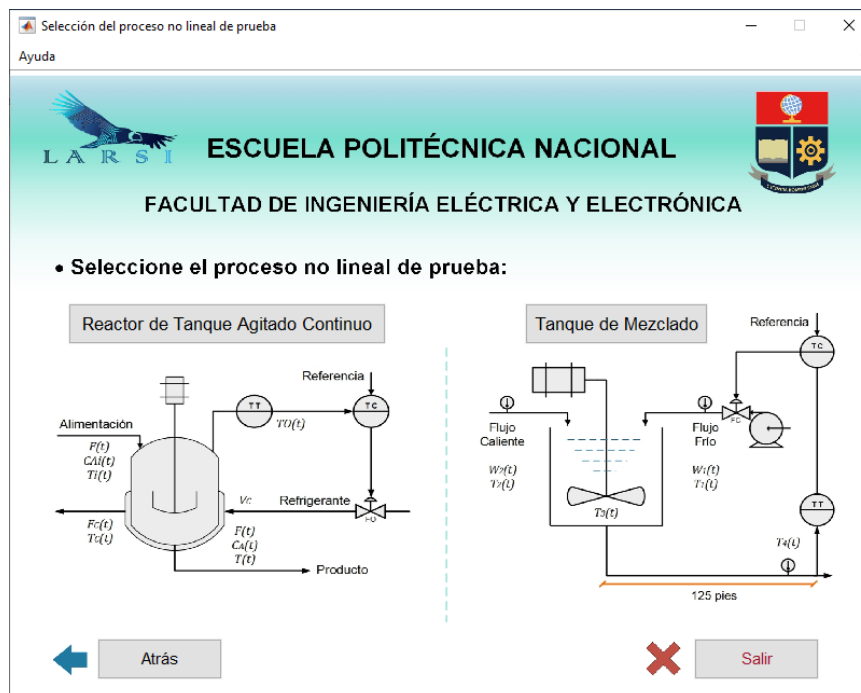 Selección del proceso no lineal de prueba
Ayuda
LARSI
ESCUELA POLITÉCNICA NACIONAL
FACULTAD DE INGENIERÍA ELÉCTRICA Y ELECTRÓNICA
• Seleccione el proceso no lineal de prueba:
Reactor de Tanque Agitado Continuo
Referencia
TT
TC
TO(t)
Alimentación
F(t)
CAi(t)
Ti(t)
Vc
Refrigerante
FO
Fc(t)
Tc(t)
F(t)
CA(t)
T(t)
Producto
Tanque de Mezclado
Referencia
TC
FC
Flujo
Caliente
W2(t)
T2(t)
Flujo
Frío
W1(t)
T1(t)
T3(t)
TT
T4(t)
125 pies
Atrás
Salir